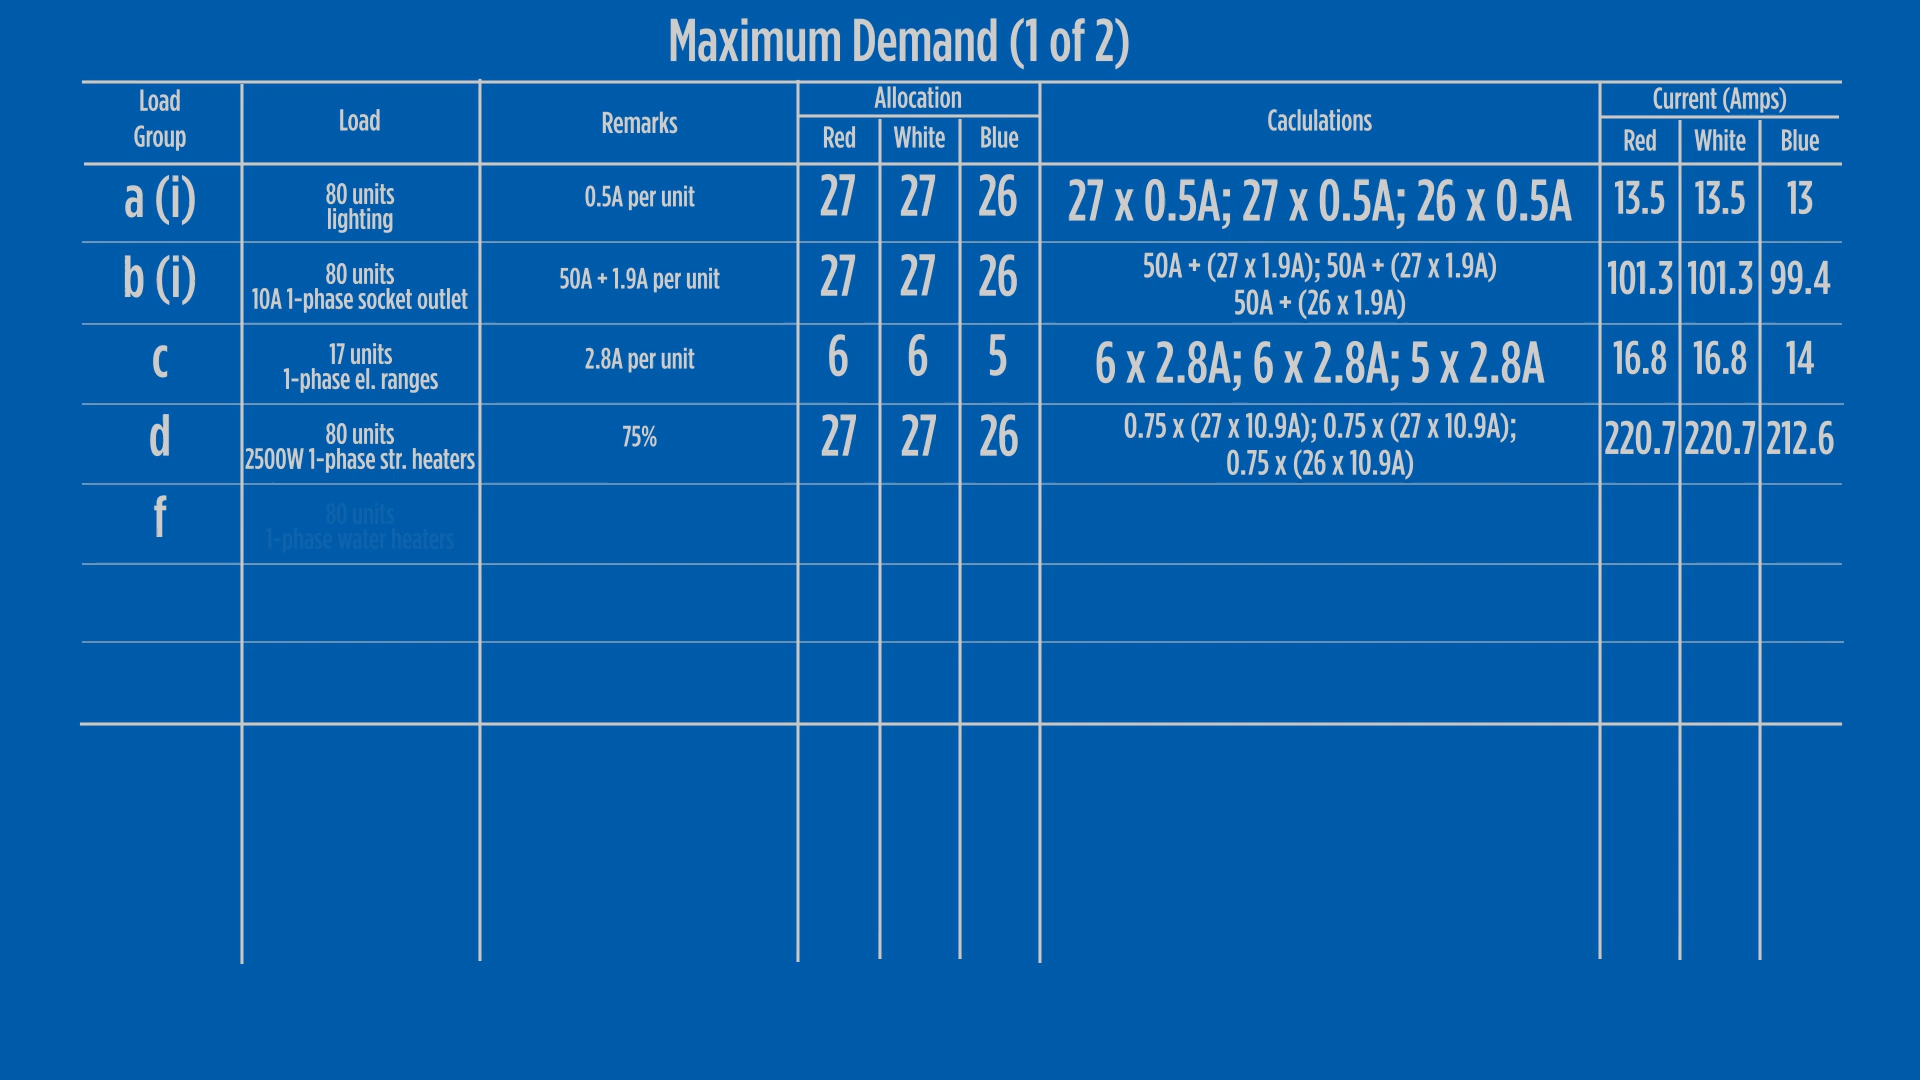 Maximum Demand (1 of 2)
Load
Group
Load
Remarks
Allocation
Red White Blue
Caclulations
Current (Amps)
Red White Blue
a (i)
80 units
lighting
0.5A per unit
27 27 26
27 x 0.5A; 27 x 0.5A; 26 x 0.5A
13.5 13.5 13
b (i)
80 units
10A 1-phase socket outlet
50A + 1.9A per unit
27 27 26
50A + (27 x 1.9A); 50A + (27 x 1.9A)
50A + (26 x 1.9A)
101.3 101.3 99.4
c
17 units
1-phase el. ranges
2.8A per unit
6 6 5
6 x 2.8A; 6 x 2.8A; 5 x 2.8A
16.8 16.8 14
d
80 units
2500W 1-phase str. heaters
75%
27 27 26
0.75 x (27 x 10.9A); 0.75 x (27 x 10.9A);
0.75 x (26 x 10.9A)
220.7 220.7 212.6
f
80 units
1-phase water heaters